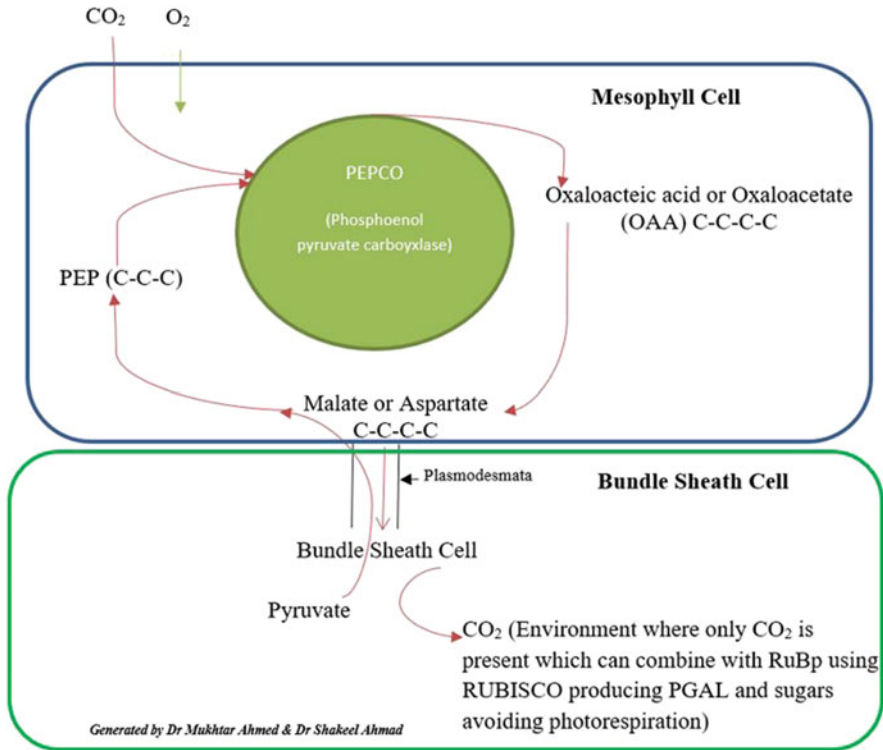 CO₂ O₂
Mesophyll Cell
PEPCO
(Phosphoenol
pyruvate carboyxlase)
Oxaloacteic acid or Oxaloacetate
(OAA) C-C-C-C
PEP (C-C-C)
Malate or Aspartate
C-C-C-C
Plasmodesmata
Bundle Sheath Cell
Bundle Sheath Cell
Pyruvate
CO₂ (Environment where only CO₂ is
present which can combine with RuBp using
RUBISCO producing PGAL and sugars
avoiding photorespiration)
Generated by Dr Mukhtar Ahmed & Dr Shakeel Ahmad